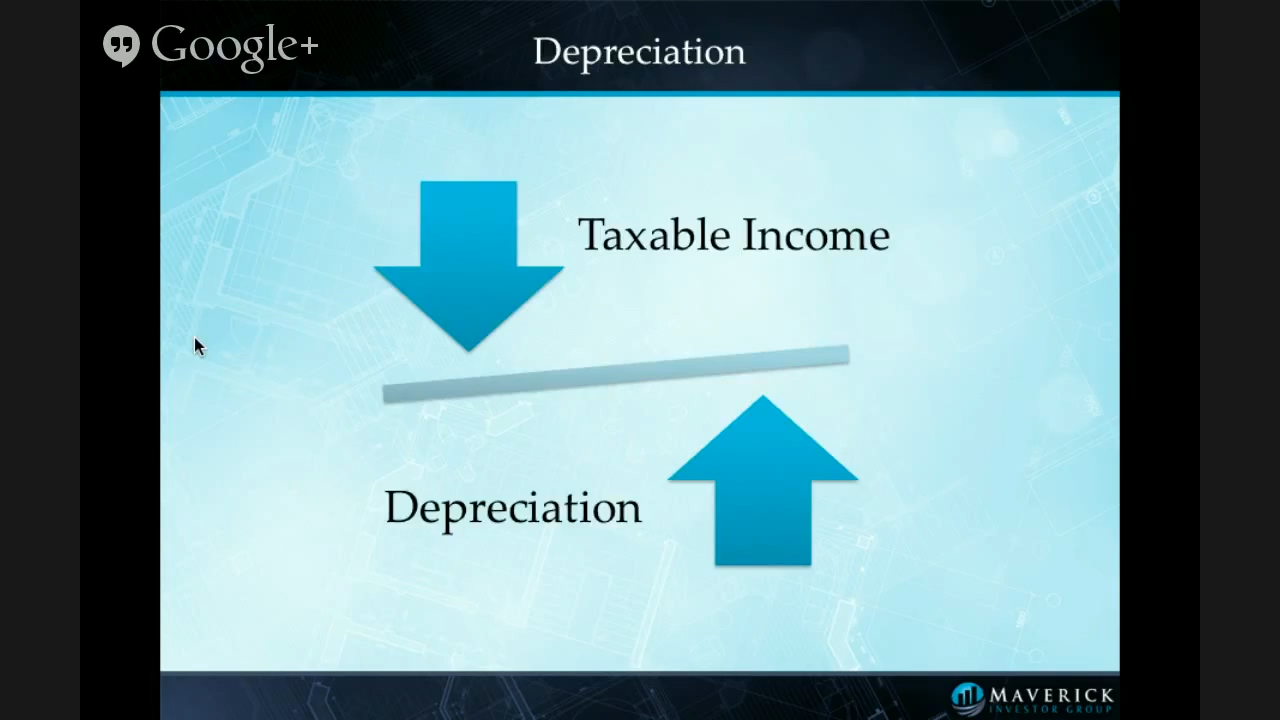 Google+
Depreciation
Taxable Income
Depreciation
MAVERICK
INVESTOR GROUP